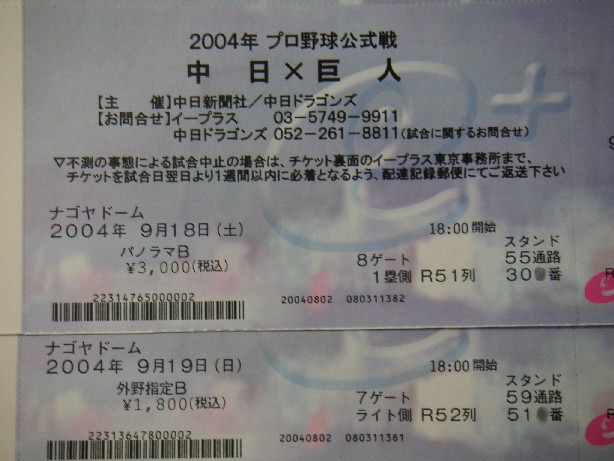 2004年 プロ野球公式戦
中 日×巨 人
【主 催】中日新聞社／中日ドラゴンズ
【お問合せ】イープラス 03-5749-9911
中日ドラゴンズ 052-261-8811(試合に関するお問合せ)
▽不測の事態による試合中止の場合は、チケット裏面のイープラス東京事務所まで、
チケットを試合日翌日より1週間以内に必着となるよう、配達記録郵便にてご返送下さい
ナゴヤドーム
2004年 9月18日(土) 18:00開始
パノラマB
¥3,000(税込)
スタンド
8ゲート 55通路
1塁側 R51列 30 番
22314765000002 20040802 080311382
ナゴヤドーム
2004年 9月19日(日) 18:00開始
外野指定B
¥1,800(税込)
スタンド
7ゲート 59通路
ライト側 R52列 51 番
22313647800002 20040802 080311384
e+